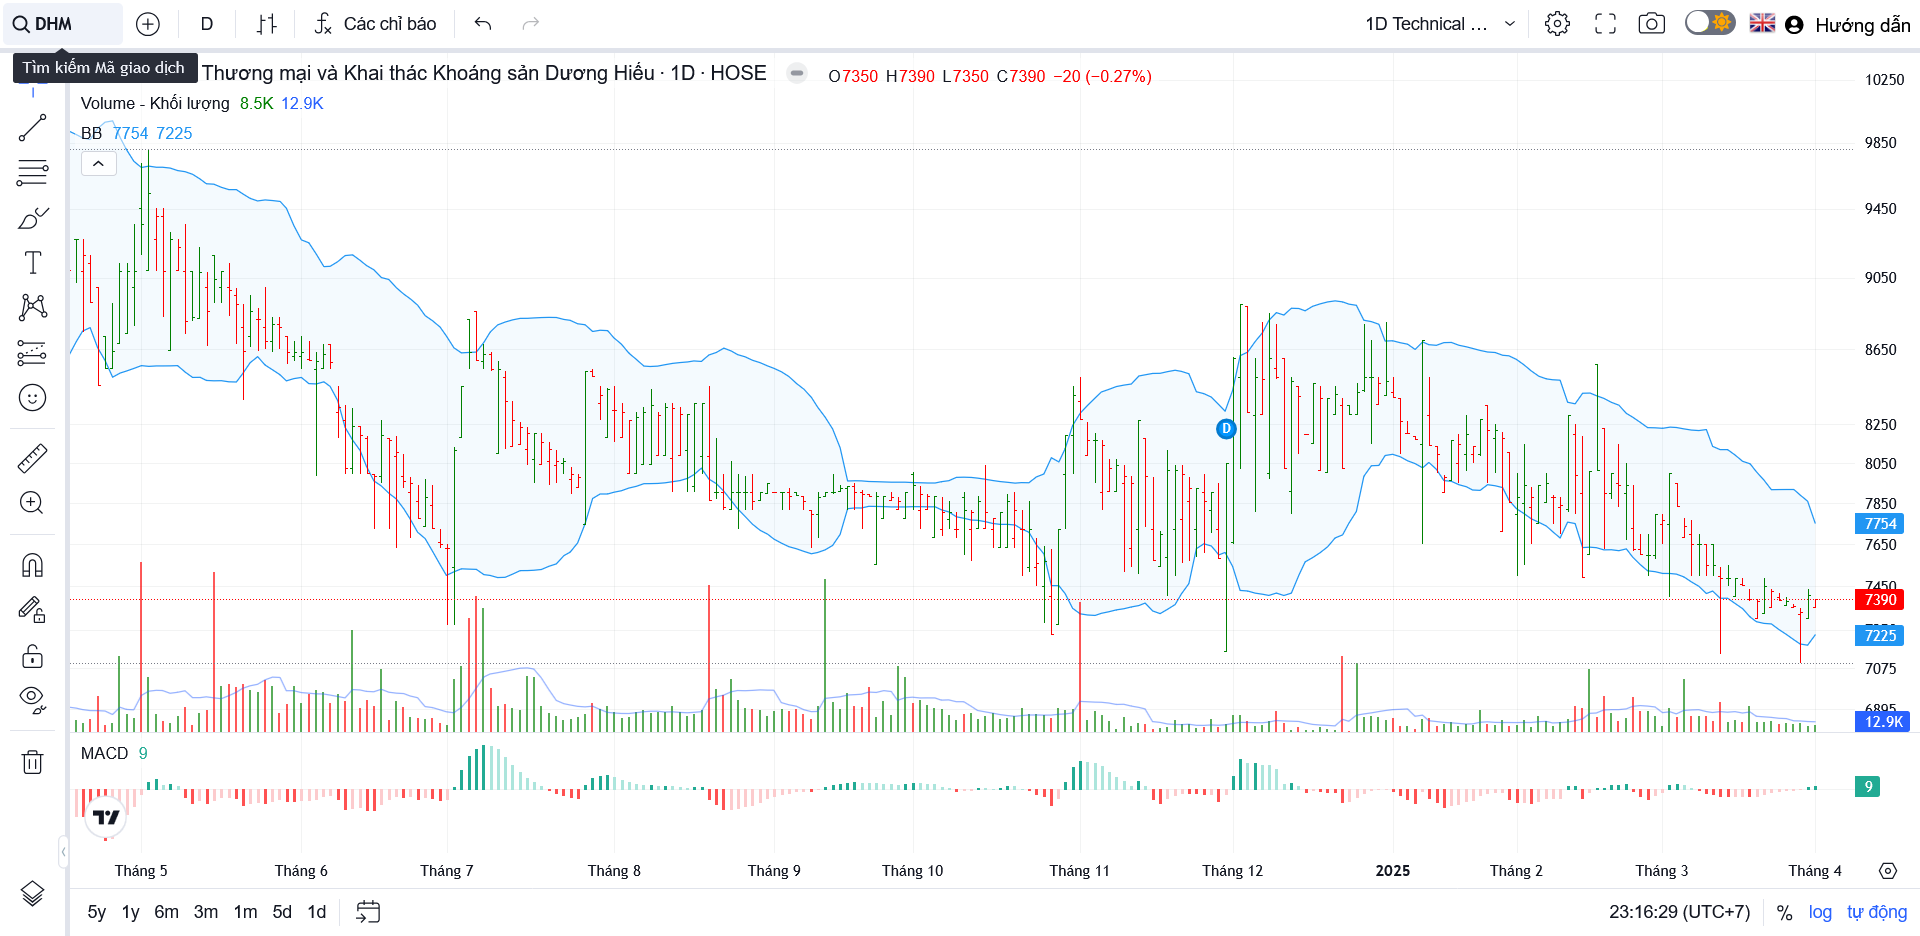 DHM
D
Các chỉ báo
1D Technical ...
Hướng dẫn
Tìm kiếm Mã giao dịch
Thương mại và Khai thác Khoáng sản Dương Hiếu · 1D · HOSE
O7350 H7390 L7350 C7390 −20 (−0.27%)
Volume - Khối lượng 8.5K 12.9K
BB 7754 7225
10250
9850
9450
9050
8650
8250
8050
7850
7754
7650
7450
7390
7225
7075
6895
12.9K
D
MACD 9
9
Tháng 5
Tháng 6
Tháng 7
Tháng 8
Tháng 9
Tháng 10
Tháng 11
Tháng 12
2025
Tháng 2
Tháng 3
Tháng 4
5y 1y 6m 3m 1m 5d 1d
23:16:29 (UTC+7) % log tự động